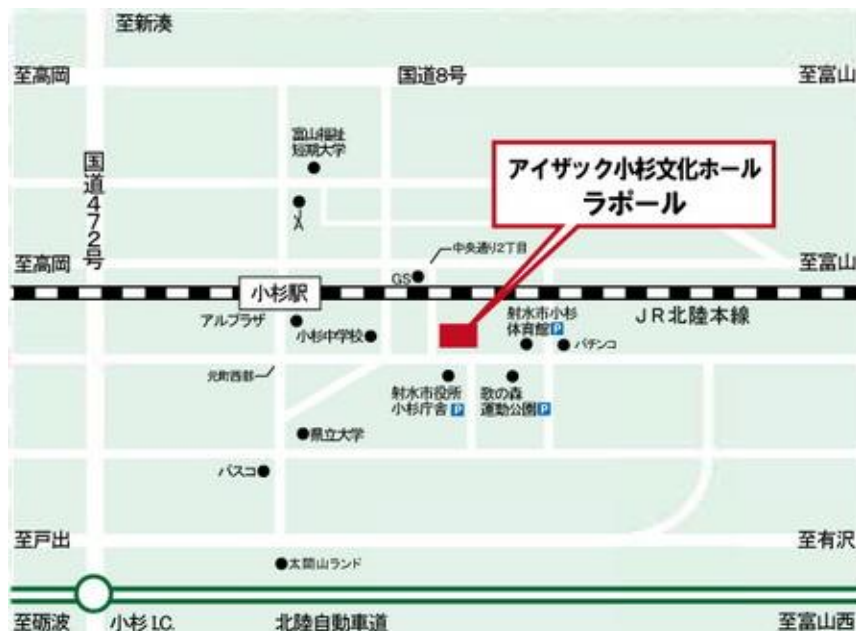 至新湊
至高岡
国道8号
至富山
富山福祉
短期大学
国道472号
アイザック小杉文化ホール
ラポール
中央通り2丁目
至高岡
至富山
GS
小杉駅
JR北陸本線
アルプラザ
小杉中学校
射水市小杉
体育館P
パチンコ
元町西部
射水市役所
小杉庁舎P
歌の森
運動公園P
県立大学
パスコ
至戸出
至有沢
太閤山ランド
至砺波
小杉I.C.
北陸自動車道
至富山西